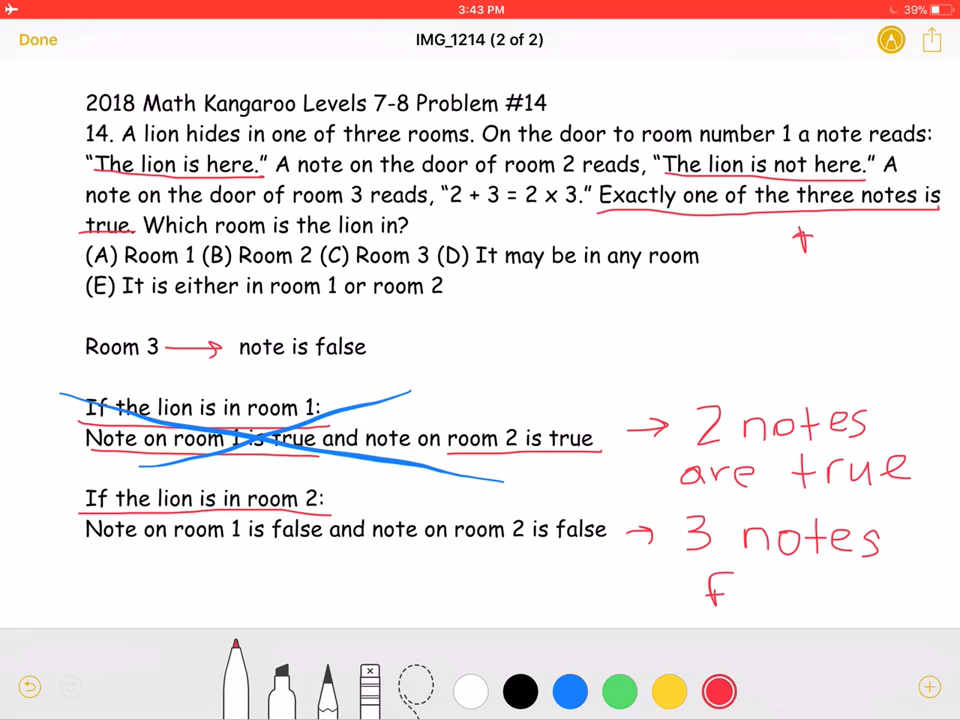 3:43 PM
39%
Done
IMG_1214 (2 of 2)
2018 Math Kangaroo Levels 7-8 Problem #14
14. A lion hides in one of three rooms. On the door to room number 1 a note reads:
“The lion is here.” A note on the door of room 2 reads, “The lion is not here.” A
note on the door of room 3 reads, “2 + 3 = 2 x 3.” Exactly one of the three notes is
true. Which room is the lion in?
(A) Room 1 (B) Room 2 (C) Room 3 (D) It may be in any room
(E) It is either in room 1 or room 2
Room 3 → note is false
If the lion is in room 1:
Note on room 1 is true and note on room 2 is true → 2 notes
are true
If the lion is in room 2:
Note on room 1 is false and note on room 2 is false → 3 notes
F